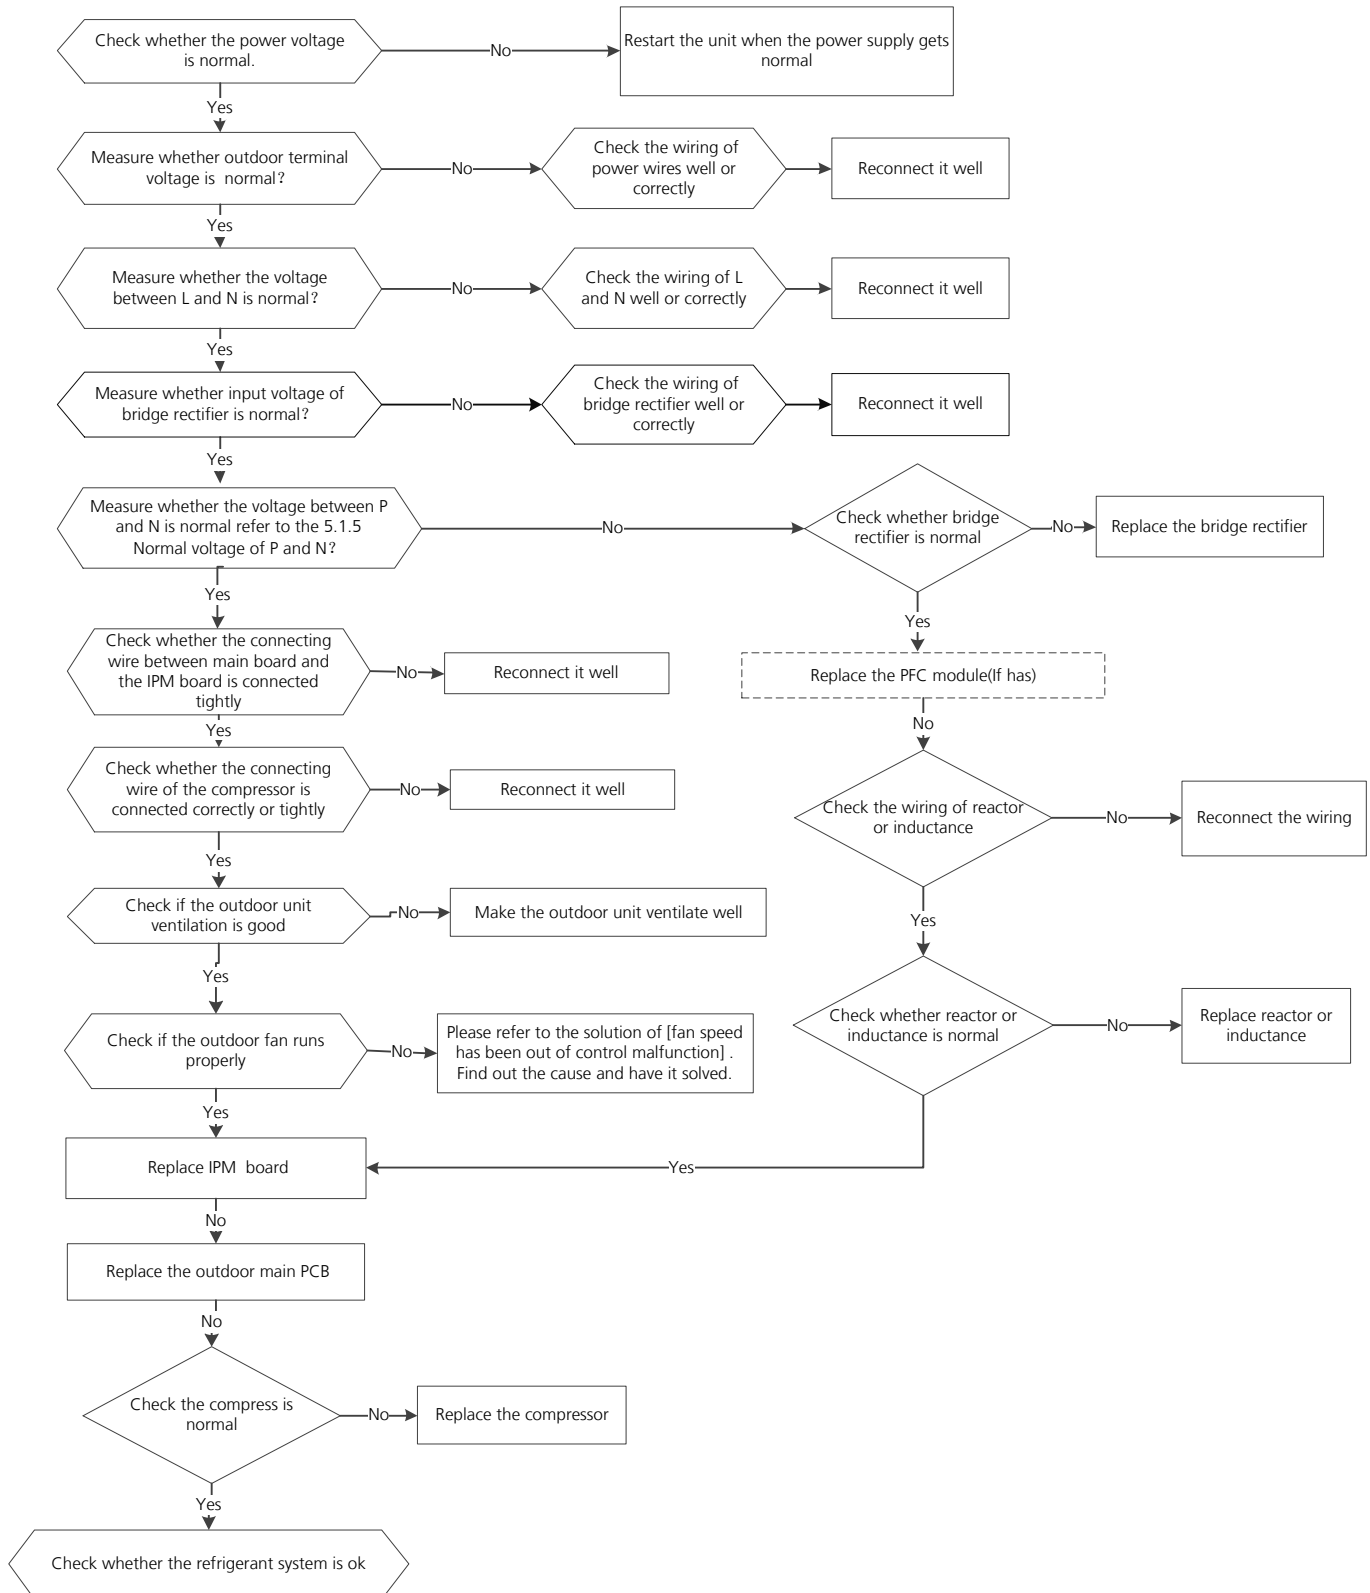 Check whether the power voltage
is normal.
No
Restart the unit when the power supply gets
normal
Yes
Measure whether outdoor terminal
voltage is normal?
No
Check the wiring of
power wires well or
correctly
Reconnect it well
Yes
Measure whether the voltage
between L and N is normal?
No
Check the wiring of L
and N well or correctly
Reconnect it well
Yes
Measure whether input voltage of
bridge rectifier is normal?
No
Check the wiring of
bridge rectifier well or
correctly
Reconnect it well
Yes
Measure whether the voltage between P
and N is normal refer to the 5.1.5
Normal voltage of P and N?
No
Check whether bridge
rectifier is normal
No
Replace the bridge rectifier
Yes
Yes
Check whether the connecting
wire between main board and
the IPM board is connected
tightly
No
Reconnect it well
Replace the PFC module(If has)
Yes
No
Check whether the connecting
wire of the compressor is
connected correctly or tightly
No
Reconnect it well
Check the wiring of reactor
or inductance
No
Reconnect the wiring
Yes
Check if the outdoor unit
ventilation is good
No
Make the outdoor unit ventilate well
Yes
Yes
Check if the outdoor fan runs
properly
No
Please refer to the solution of [fan speed
has been out of control malfunction] .
Find out the cause and have it solved.
Check whether reactor or
inductance is normal
No
Replace reactor or
inductance
Yes
Replace IPM board
Yes
No
Replace the outdoor main PCB
No
Check the compress is
normal
No
Replace the compressor
Yes
Check whether the refrigerant system is ok